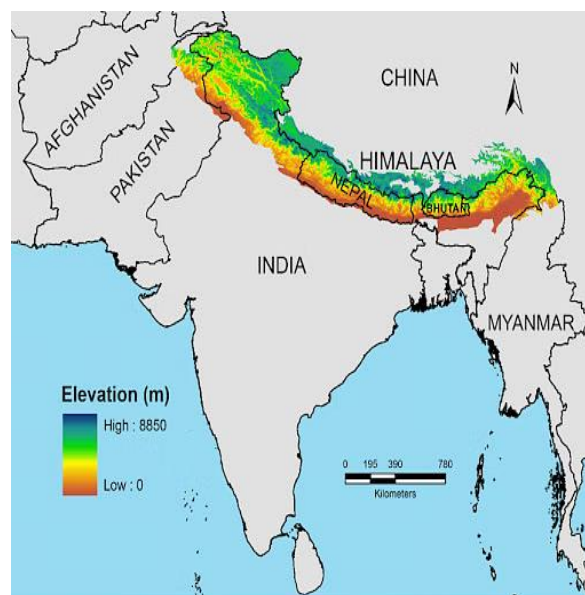 CHINA
N
AFGHANISTAN
PAKISTAN
HIMALAYA
NEPAL
BHUTAN
INDIA
MYANMAR
Elevation (m)
High : 8850
Low : 0
0 195 390 780
Kilometers